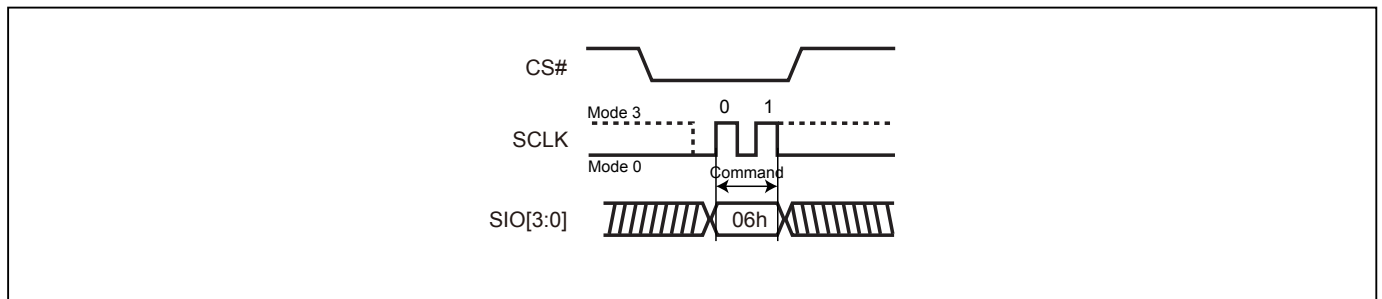 CS#
Mode 3
0 1
SCLK
Mode 0
Command
SIO[3:0]
06h